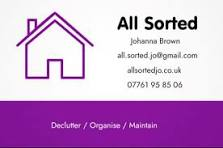 All Sorted
Johanna Brown
all.sorted.jo@gmail.com
allsortedjo.co.uk
07761 95 85 06
Declutter / Organise / Maintain